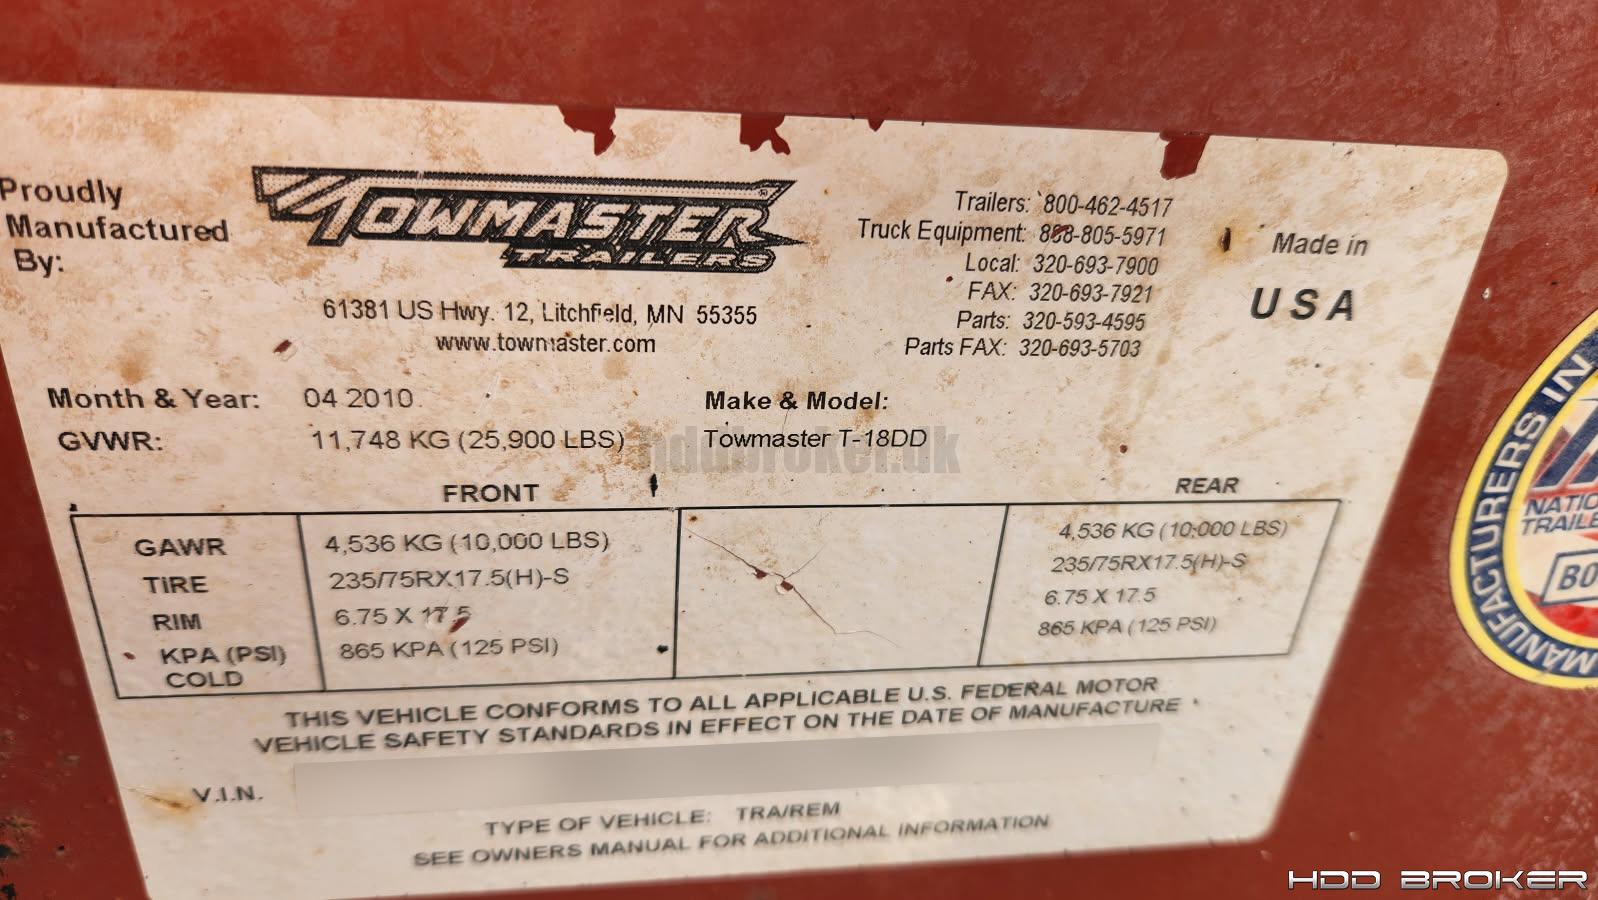 Proudly
Manufactured
By:
TOWMASTER®
TRAILERS
61381 US Hwy. 12, Litchfield, MN 55355
www.towmaster.com
Trailers: 800-462-4517
Truck Equipment: 888-805-5971
Local: 320-693-7900
FAX: 320-693-7921
Parts: 320-593-4595
Parts FAX: 320-693-5703
Made in
USA
Month & Year: 04 2010
GVWR: 11,748 KG (25,900 LBS)
Make & Model:
Towmaster T-18DD
hddbroker.dk
FRONT REAR
GAWR 4,536 KG (10,000 LBS) 4,536 KG (10,000 LBS)
TIRE 235/75RX17.5(H)-S 235/75RX17.5(H)-S
RIM 6.75 X 17.5 6.75 X 17.5
KPA (PSI) 865 KPA (125 PSI) 865 KPA (125 PSI)
COLD
THIS VEHICLE CONFORMS TO ALL APPLICABLE U.S. FEDERAL MOTOR
VEHICLE SAFETY STANDARDS IN EFFECT ON THE DATE OF MANUFACTURE
V.I.N.
TYPE OF VEHICLE: TRA/REM
SEE OWNERS MANUAL FOR ADDITIONAL INFORMATION
MANUFACTURERS IN
HDD BROKER